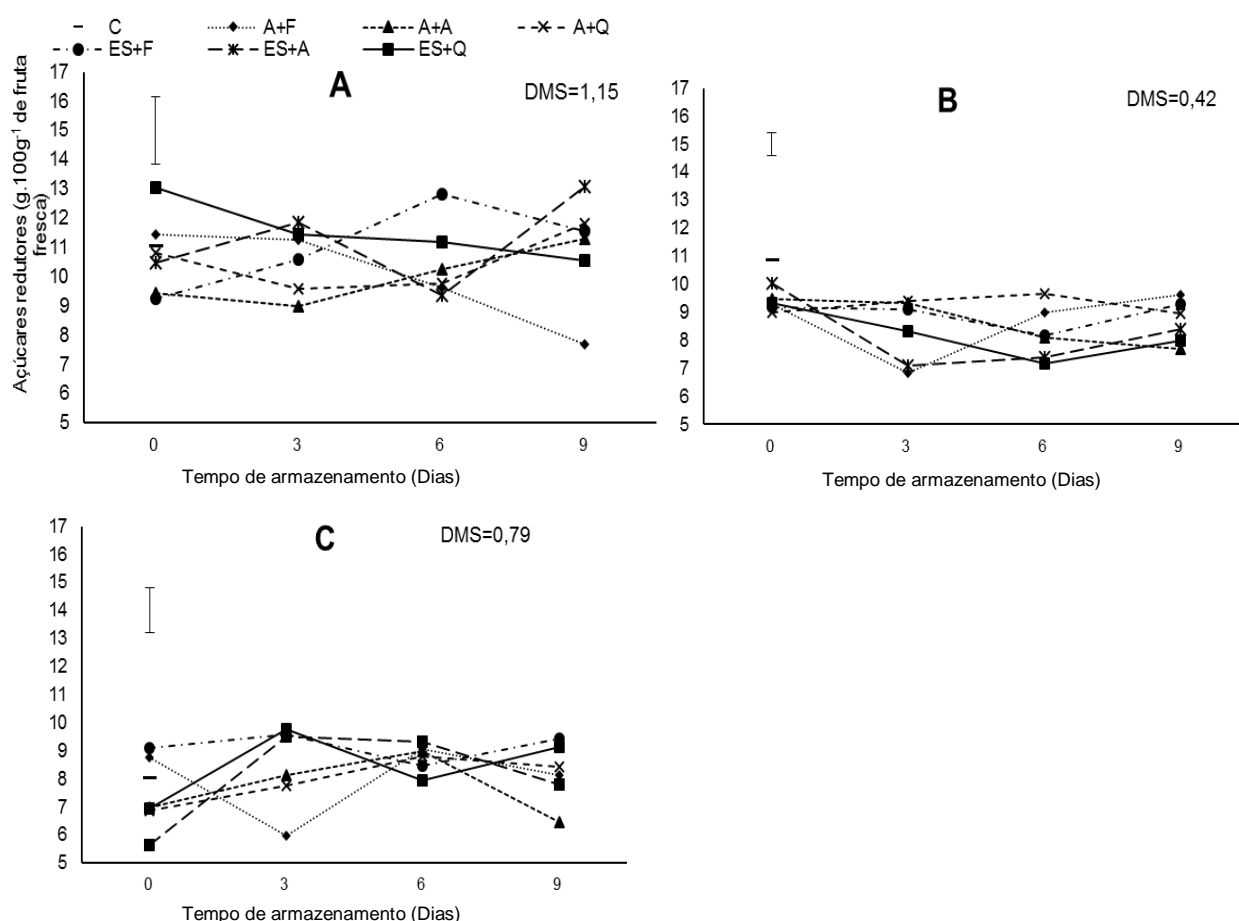 C A+F A+A A+Q
ES+F ES+A ES+Q
A
DMS=1,15
Açúcares redutores (g.100g⁻¹ de fruta
fresca)
17
16
15
14
13
12
11
10
9
8
7
6
5
0 3 6 9
Tempo de armazenamento (Dias)
B
DMS=0,42
17
16
15
14
13
12
11
10
9
8
7
6
5
0 3 6 9
Tempo de armazenamento (Dias)
C
DMS=0,79
17
16
15
14
13
12
11
10
9
8
7
6
5
0 3 6 9
Tempo de armazenamento (Dias)